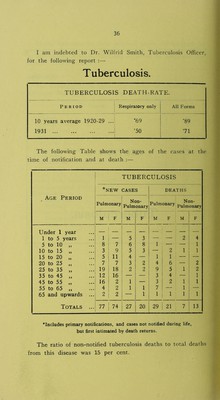 36
I am indebted to Dr. Wilfrid Smith, Tuberculosis Officer,
for the following report :—
Tuberculosis.
TUBERCULOSIS DEATH-RATE.
Period Respiratory only All Forms
10 years average 1920-29 ... ·69 ·89
1931 ... ... ... ... ·50 ·71
The following Table shows the ages of the cases at the
time of notification and at death :—
TUBERCULOSIS
Age Period *NEW CASES DEATHS
Pulmonary Non-Pulmonary Pulmonary Non-Pulmonary
M F M F M F M F
Under 1 year ... — — — — — — — —
1 to 5 years ... 1 — 5 3 — — 2 4
5 to 10 „ ... 8 7 6 8 1 — — 1
10 to 15 „ ... 5 9 5 3 — 2 1 1
15 to 20 „ ... 5 11 4 — 1 1 — —
20 to 25 „ ... 7 7 3 2 4 6 — 2
25 to 35 „ ... 19 18 2 2 9 5 1 2
35 to 45 „ ... 12 16 — — 3 4 — 1
45 to 55 „ ... 16 2 1 — 3 2 1 1
55 to 65 „ ... 4 2 1 1 7 — 1 —
65 and upwards ... 2 2 — 1 1 1 1 1
Totals ... 77 74 27 20 29 21 7 13
*Includes primary notifications, and cases not notified during life,
but first intimated by death returns.
The ratio of non-notified tuberculosis deaths to total deaths
from this disease was 15 per cent.